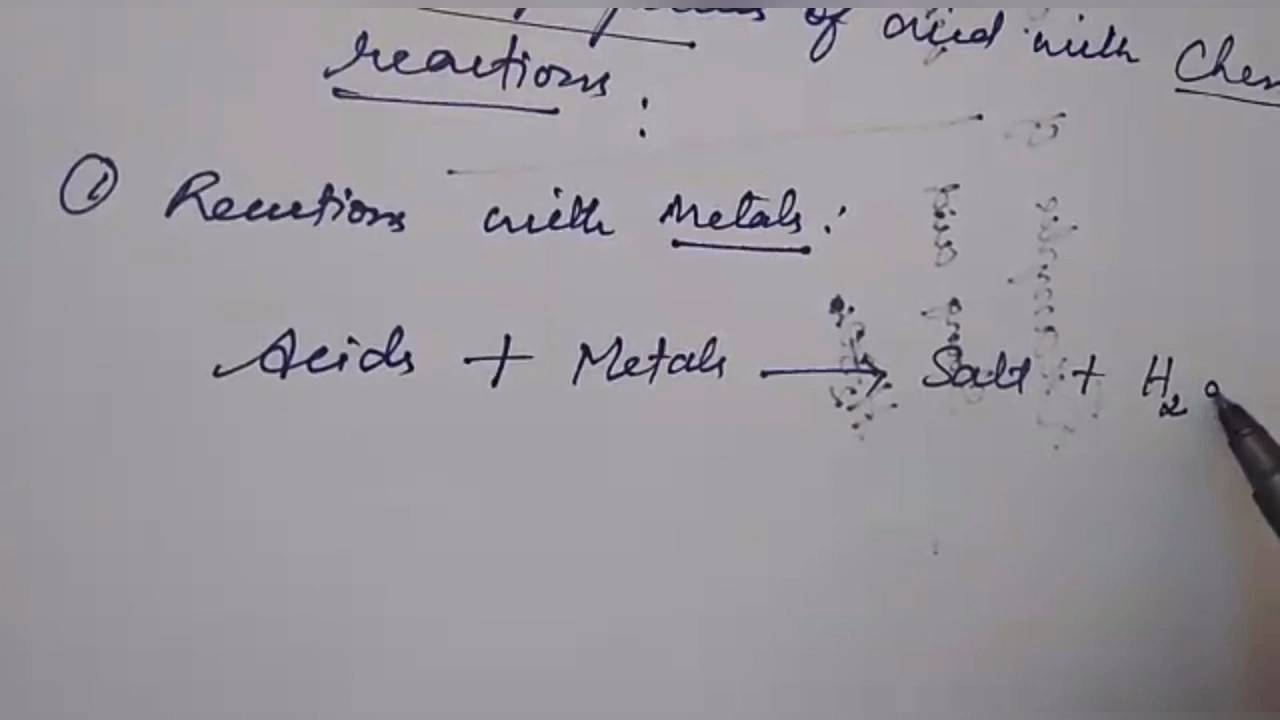 of acid with Chem
reactions:
① Reactions with Metals:
Acids + Metals → Salt + H₂